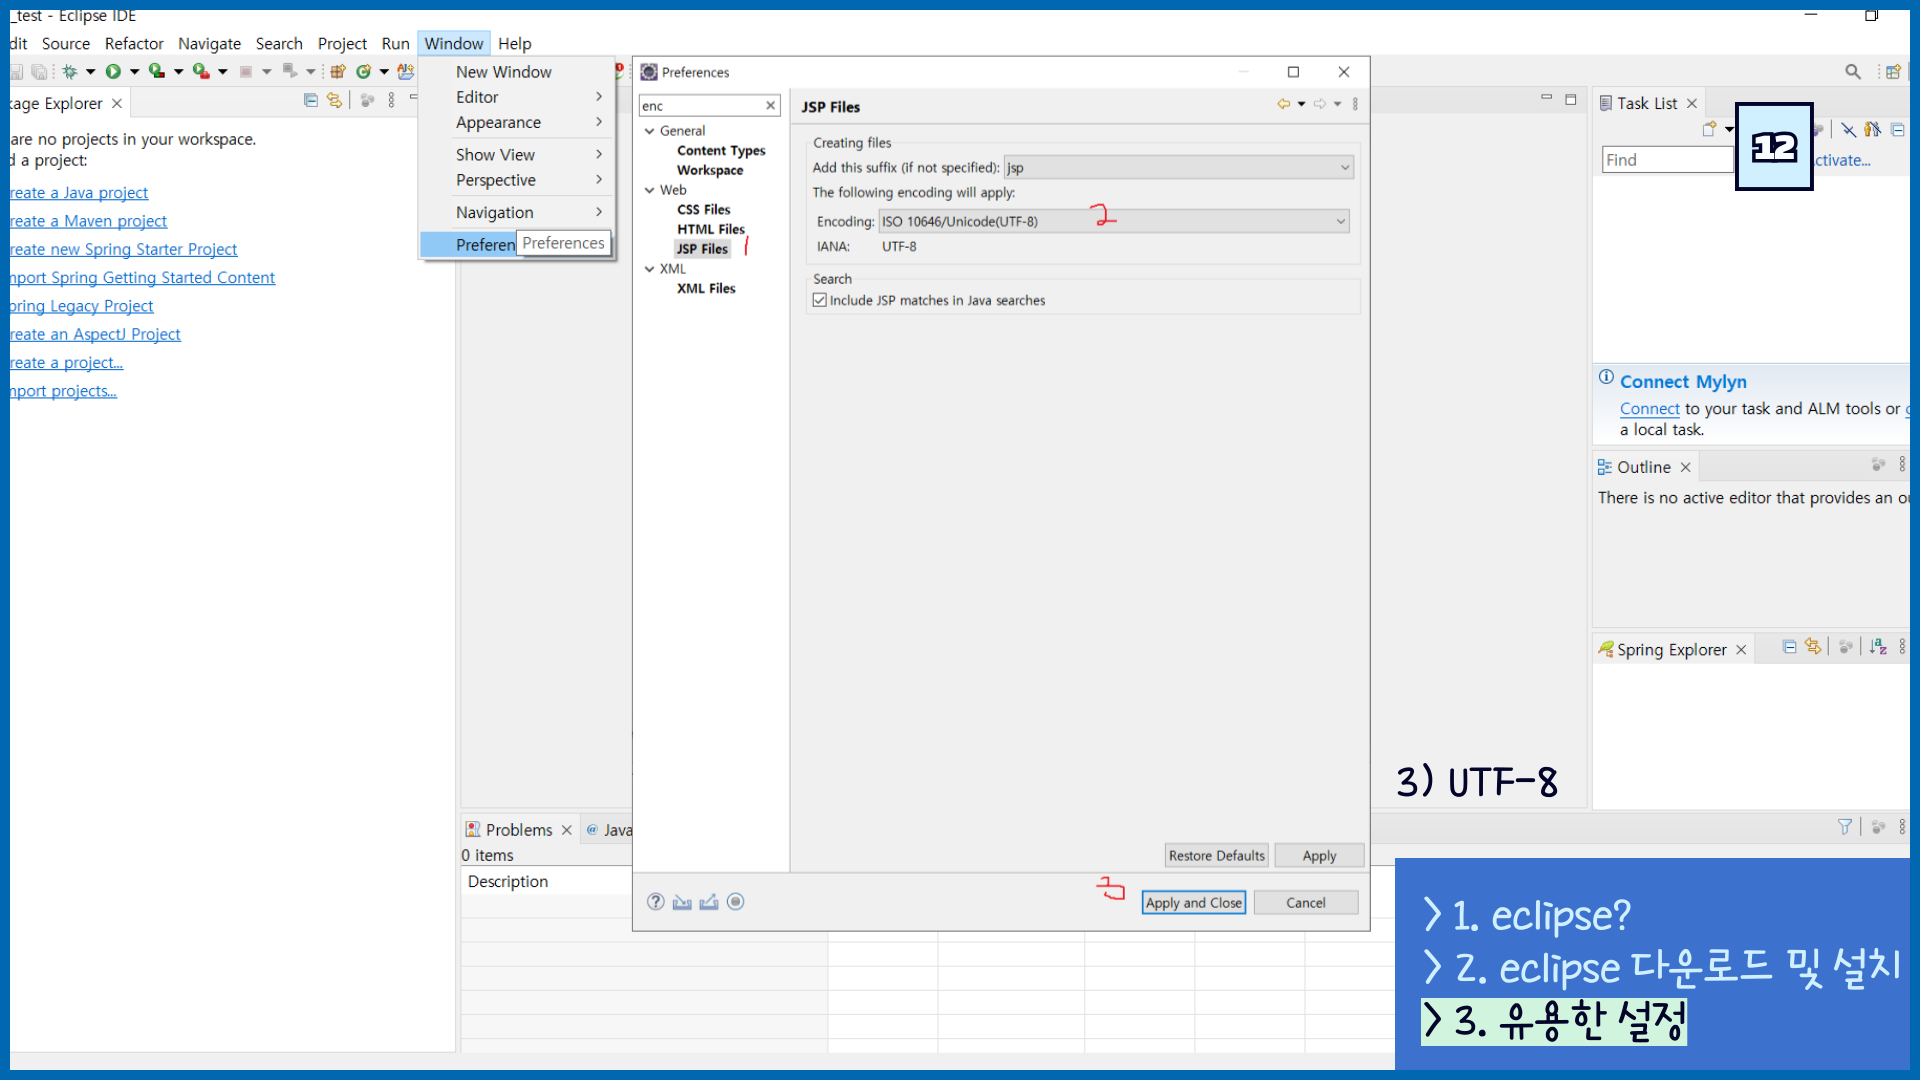 _test - Eclipse IDE
dit Source Refactor Navigate Search Project Run Window Help
kage Explorer
are no projects in your workspace.
d a project:
reate a Java project
reate a Maven project
reate new Spring Starter Project
mport Spring Getting Started Content
pring Legacy Project
reate an AspectJ Project
reate a project...
mport projects...
New Window
Editor
Appearance
Show View
Perspective
Navigation
Preferen
Preferences
Preferences
enc
General
Content Types
Workspace
Web
CSS Files
HTML Files
JSP Files 1
XML
XML Files
JSP Files
Creating files
Add this suffix (if not specified): jsp
The following encoding will apply:
Encoding: ISO 10646/Unicode(UTF-8) 2
IANA: UTF-8
Search
Include JSP matches in Java searches
Restore Defaults Apply
3 Apply and Close Cancel
Task List
12
Find
ctivate...
Connect Mylyn
Connect to your task and ALM tools or
a local task.
Outline
There is no active editor that provides an ou
Spring Explorer
3) UTF-8
Problems Java
0 items
Description
> 1. eclipse?
> 2. eclipse 다운로드 및 설치
> 3. 유용한 설정